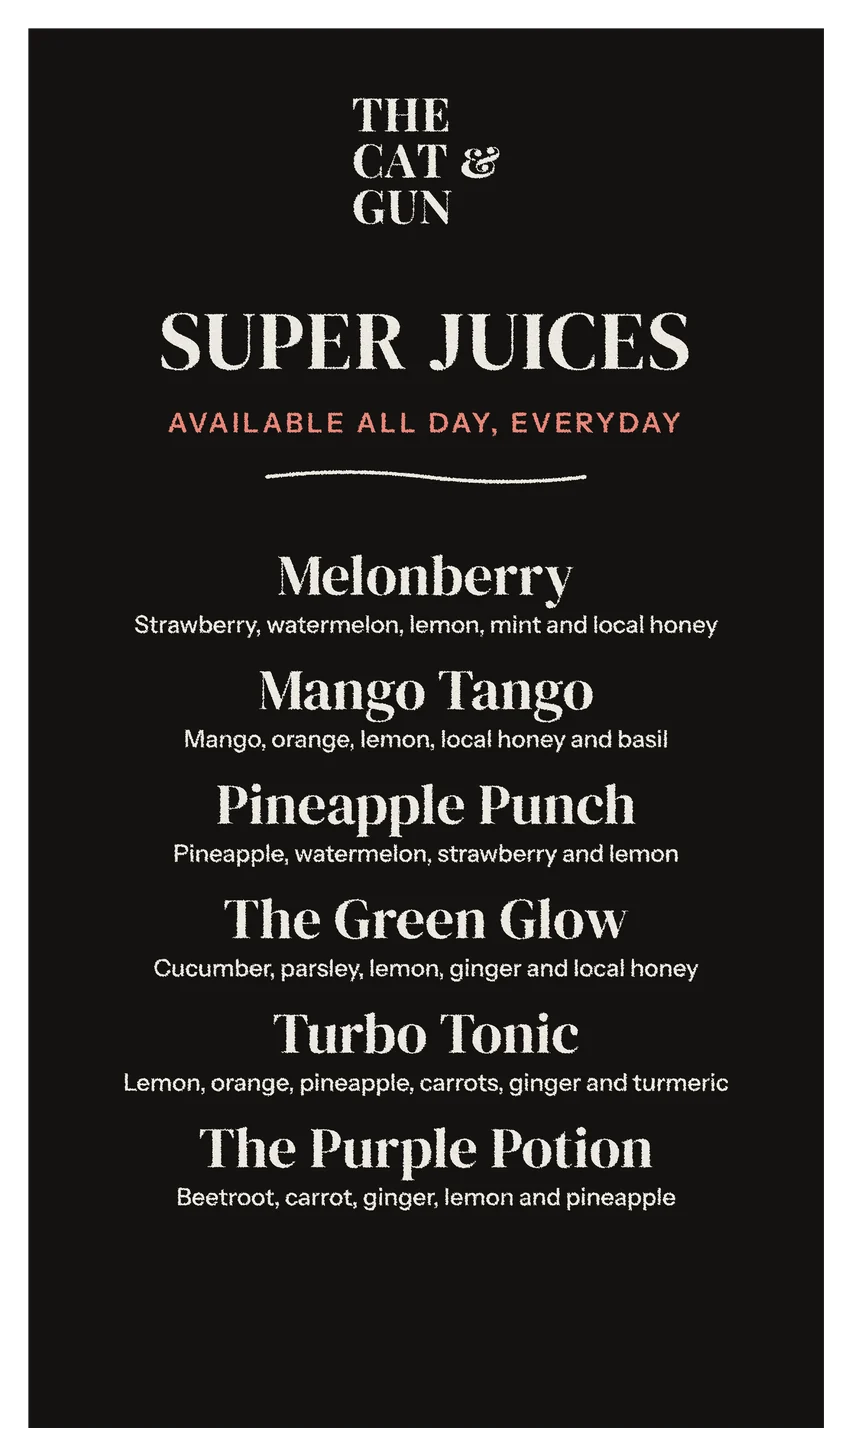 THE
CAT &
GUN
SUPER JUICES
AVAILABLE ALL DAY, EVERYDAY
Melonberry
Strawberry, watermelon, lemon, mint and local honey
Mango Tango
Mango, orange, lemon, local honey and basil
Pineapple Punch
Pineapple, watermelon, strawberry and lemon
The Green Glow
Cucumber, parsley, lemon, ginger and local honey
Turbo Tonic
Lemon, orange, pineapple, carrots, ginger and turmeric
The Purple Potion
Beetroot, carrot, ginger, lemon and pineapple